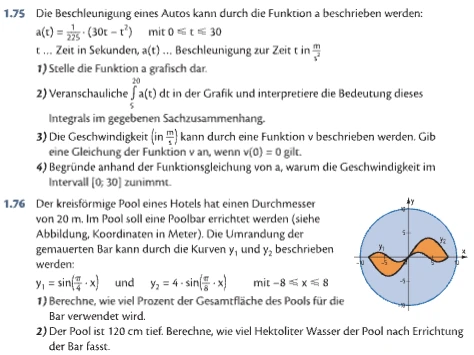 1.75 Die Beschleunigung eines Autos kann durch die Funktion a beschrieben werden:
a(t) = 1/225 · (30t – t²) mit 0 ⩽ t ⩽ 30
t ... Zeit in Sekunden, a(t) ... Beschleunigung zur Zeit t in m/s²
1) Stelle die Funktion a grafisch dar.
2) Veranschauliche ∫₅²⁰ a(t) dt in der Grafik und interpretiere die Bedeutung dieses
Integrals im gegebenen Sachzusammenhang.
3) Die Geschwindigkeit (in m/s) kann durch eine Funktion v beschrieben werden. Gib
eine Gleichung der Funktion v an, wenn v(0) = 0 gilt.
4) Begründe anhand der Funktionsgleichung von a, warum die Geschwindigkeit im
Intervall [0; 30] zunimmt.
1.76 Der kreisförmige Pool eines Hotels hat einen Durchmesser
von 20 m. Im Pool soll eine Poolbar errichtet werden (siehe
Abbildung, Koordinaten in Meter). Die Umrandung der
gemauerten Bar kann durch die Kurven y₁ und y₂ beschrieben
werden:
y₁ = sin(π/4 · x) und y₂ = 4 · sin(π/8 · x) mit –8 ⩽ x ⩽ 8
1) Berechne, wie viel Prozent der Gesamtfläche des Pools für die
Bar verwendet wird.
2) Der Pool ist 120 cm tief. Berechne, wie viel Hektoliter Wasser der Pool nach Errichtung
der Bar fasst.
y
10
5
y₁
y₂
x
-10
-5
5
10
-5
-10